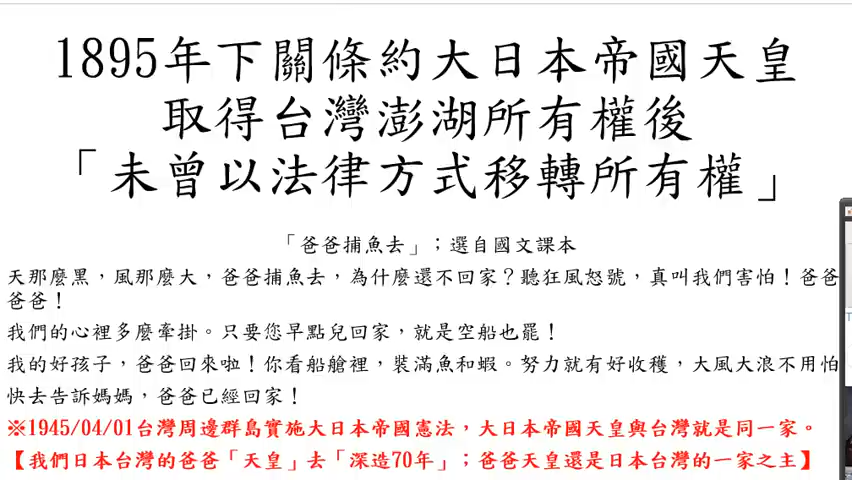 1895年下關條約大日本帝國天皇
取得台灣澎湖所有權後
「未曾以法律方式移轉所有權」
「爸爸捕魚去」；選自國文課本
天那麼黑，風那麼大，爸爸捕魚去，為什麼還不回家？聽狂風怒號，真叫我們害怕！爸爸
爸爸！
我們的心裡多麼牽掛。只要您早點兒回家，就是空船也罷！
我的好孩子，爸爸回來啦！你看船艙裡，裝滿魚和蝦。努力就有好收穫，大風大浪不用怕
快去告訴媽媽，爸爸已經回家！
※1945/04/01台灣周邊群島實施大日本帝國憲法，大日本帝國天皇與台灣就是同一家。
【我們日本台灣的爸爸「天皇」去「深造70年」；爸爸天皇還是日本台灣的一家之主】